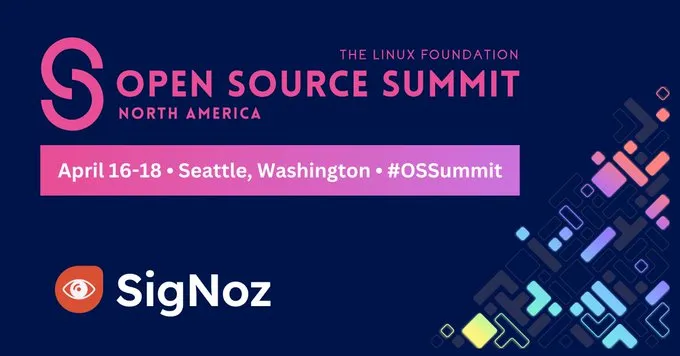 THE LINUX FOUNDATION
OPEN SOURCE SUMMIT
NORTH AMERICA
April 16-18 • Seattle, Washington • #OSSummit
SigNoz